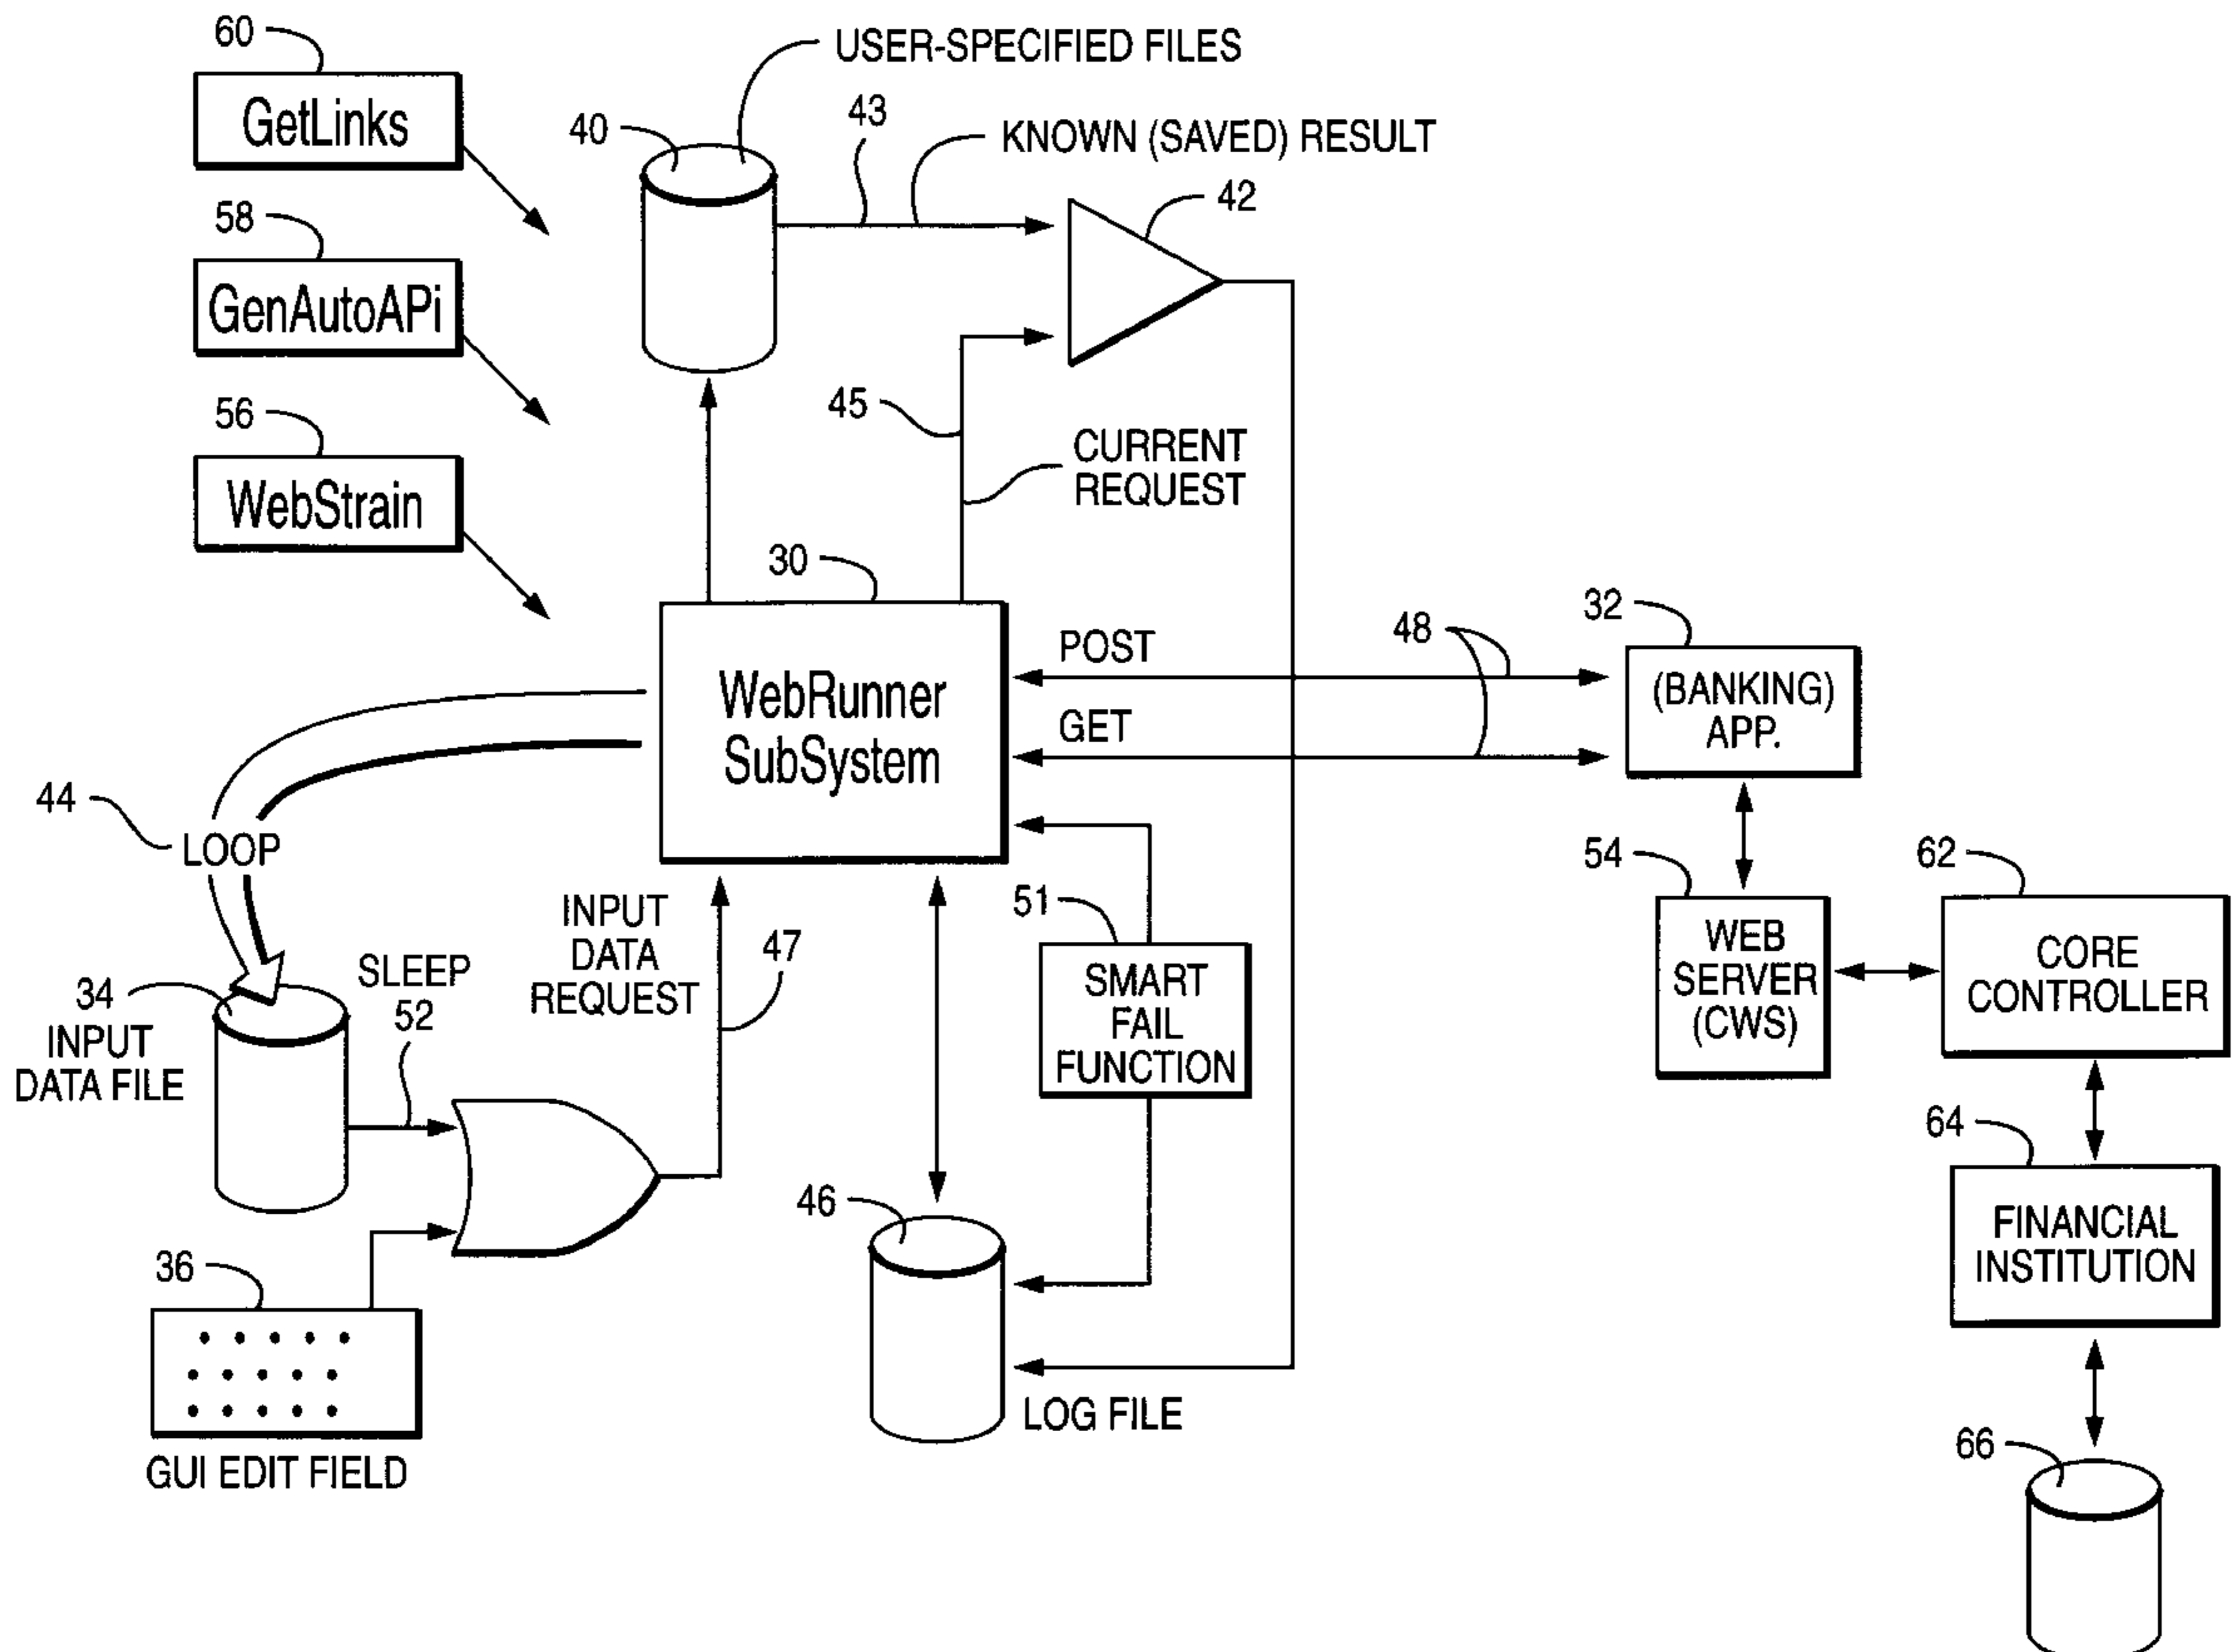 60
GetLinks
58
GenAutoAPi
56
WebStrain
USER-SPECIFIED FILES
40
43
KNOWN (SAVED) RESULT
42
45
CURRENT
REQUEST
30
WebRunner
SubSystem
POST
GET
48
32
(BANKING)
APP.
44
LOOP
54
WEB
SERVER
(CWS)
62
CORE
CONTROLLER
51
SMART
FAIL
FUNCTION
INPUT
DATA
REQUEST
47
34
INPUT
DATA FILE
SLEEP
52
36
GUI EDIT FIELD
46
LOG FILE
64
FINANCIAL
INSTITUTION
66